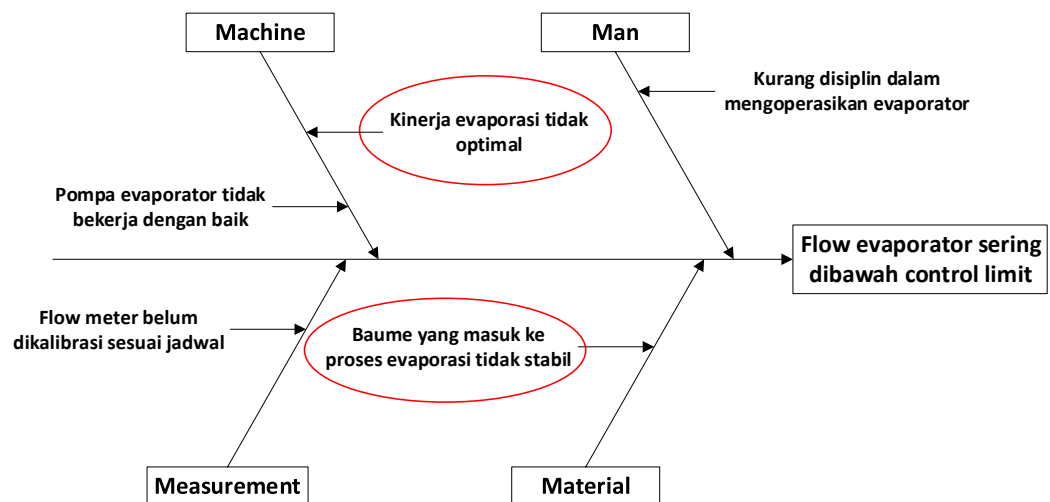 Machine
Man
Kurang disiplin dalam
mengoperasikan evaporator
Kinerja evaporasi tidak
optimal
Pompa evaporator tidak
bekerja dengan baik
Flow evaporator sering
dibawah control limit
Flow meter belum
dikalibrasi sesuai jadwal
Baume yang masuk ke
proses evaporasi tidak stabil
Measurement
Material